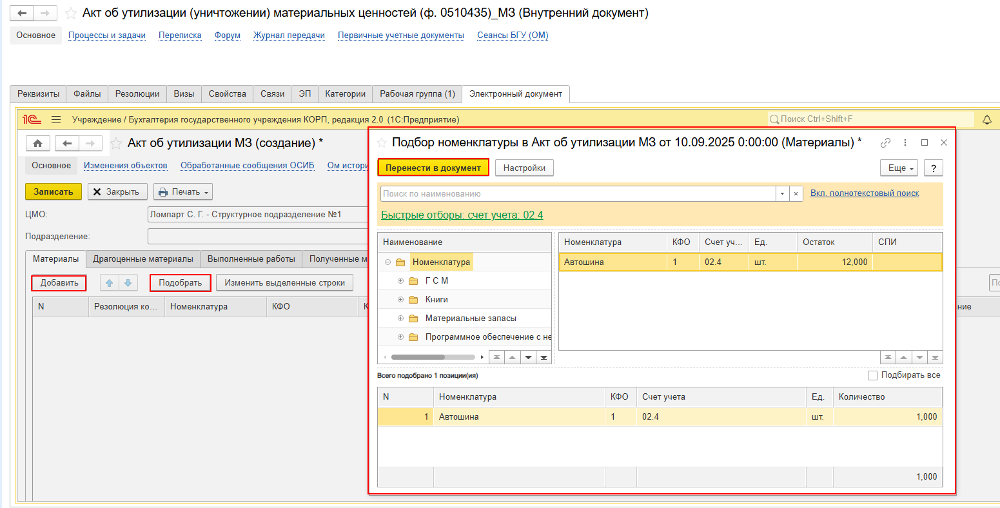 Акт об утилизации (уничтожении) материальных ценностей (ф. 0510435)_МЗ (Внутренний документ)
Основное Процессы и задачи Переписка Форум Журнал передачи Первичные учетные документы Сеансы БГУ (ОМ)
Реквизиты Файлы Резолюции Визы Свойства Связи ЭП Категории Рабочая группа (1) Электронный документ
1С Учреждение / Бухгалтерия государственного учреждения КОРП, редакция 2.0 (1С:Предприятие) Поиск Ctrl+Shift+F
Акт об утилизации МЗ (создание) *
Основное Изменения объектов Обработанные сообщения ОСИБ Ом истори
Записать Закрыть Печать
ЦМО: Ломпарт С. Г. - Структурное подразделение №1
Подразделение:
Материалы Драгоценные материалы Выполненные работы Полученные м
Добавить Подобрать Изменить выделенные строки По
N Резолюция ко... Номенклатура КФО К ние
Подбор номенклатуры в Акт об утилизации МЗ от 10.09.2025 0:00:00 (Материалы) *
Перенести в документ Настройки Еще ?
Поиск по наименованию Вкл. полнотекстовый поиск
Быстрые отборы: счет учета: 02.4
Наименование
Номенклатура
Г С М
Книги
Материальные запасы
Программное обеспечение с не
Номенклатура КФО Счет уч... Ед. Остаток СПИ
Автошина 1 02.4 шт. 12,000
Всего подобрано 1 позиции(ия) Подбирать все
N Номенклатура КФО Счет учета Ед. Количество
1 Автошина 1 02.4 шт. 1,000
1,000